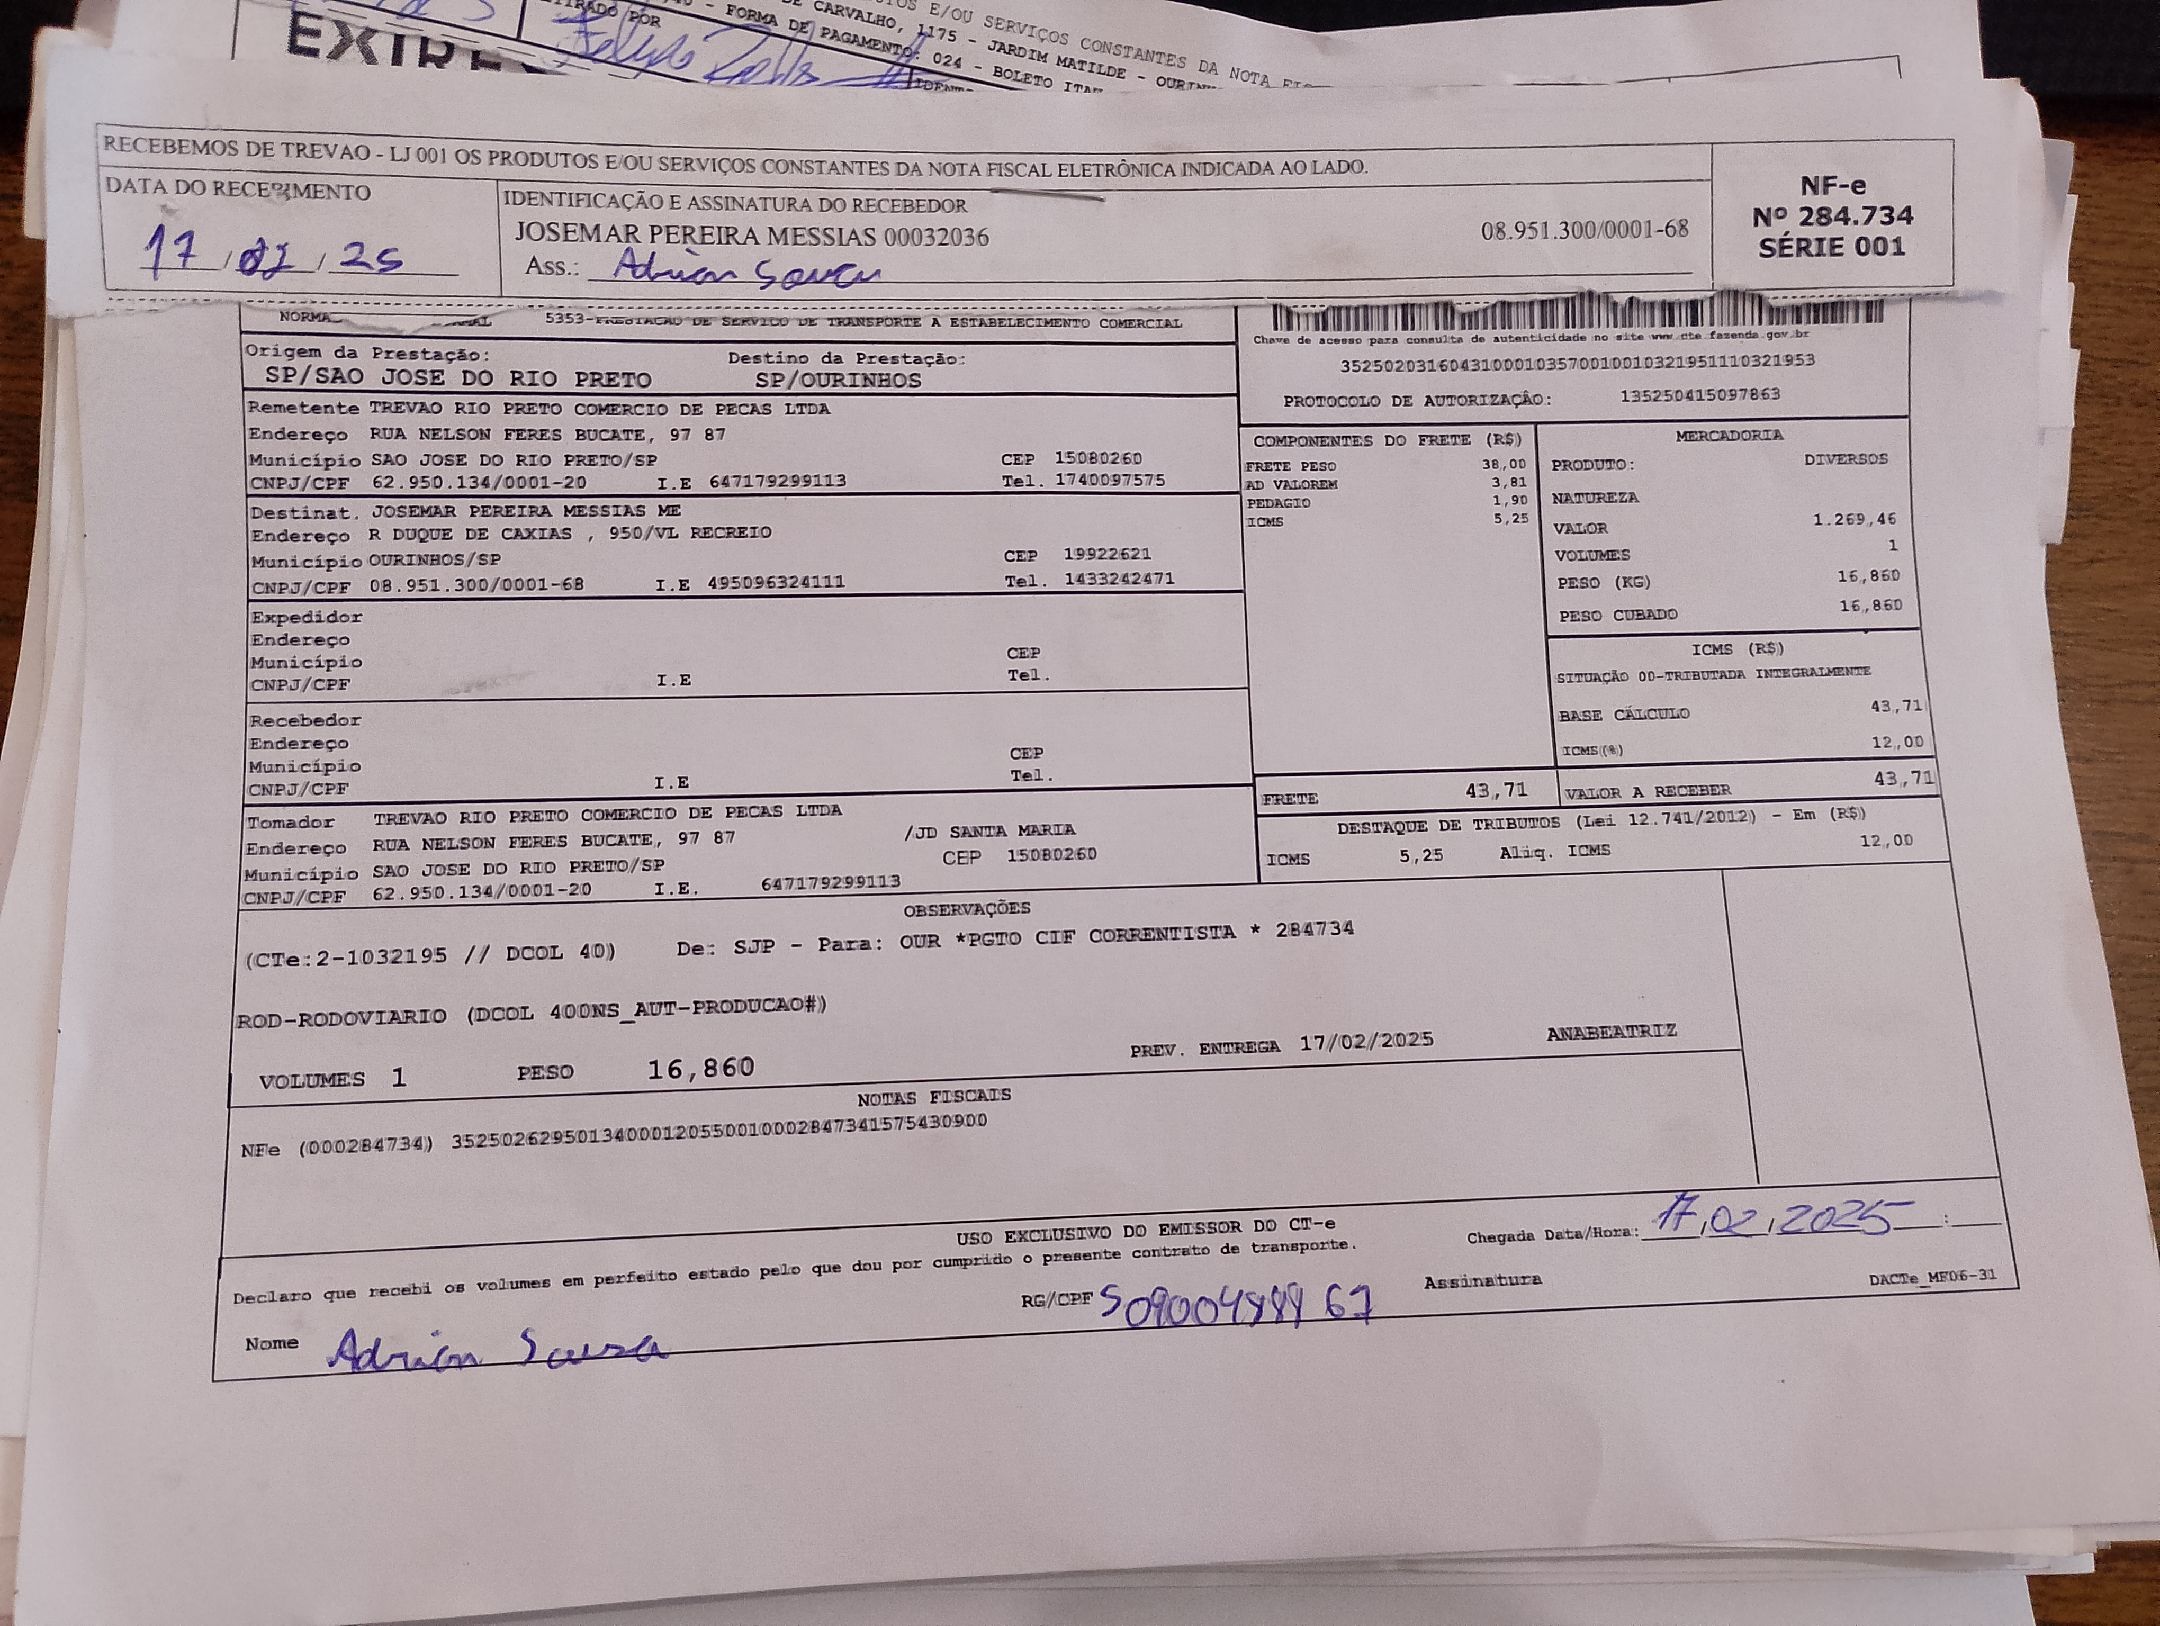 EXPRE
TIRADO POR
OS E/OU SERVIÇOS CONSTANTES DA NOTA FIS
DE CARVALHO, 1175 - JARDIM MATILDE - OURIN
- FORMA DE PAGAMENTO: 024 - BOLETO ITA
IDENT
RECEBEMOS DE TREVAO - LJ 001 OS PRODUTOS E/OU SERVIÇOS CONSTANTES DA NOTA FISCAL ELETRÔNICA INDICADA AO LADO.
DATA DO RECEBIMENTO
17/02/25
IDENTIFICAÇÃO E ASSINATURA DO RECEBEDOR
JOSEMAR PEREIRA MESSIAS 00032036 08.951.300/0001-68
Ass.: Adrian Souza
NF-e
Nº 284.734
SÉRIE 001
NORMAL 5353-PRESTACAO DE SERVICO DE TRANSPORTE A ESTABELECIMENTO COMERCIAL
Chave de acesso para consulta de autenticidade no site www.cte.fazenda.gov.br
35250203160431000103570010010321951110321953
PROTOCOLO DE AUTORIZAÇÃO: 135250415097863
Origem da Prestação: Destino da Prestação:
SP/SAO JOSE DO RIO PRETO SP/OURINHOS
Remetente TREVAO RIO PRETO COMERCIO DE PECAS LTDA
Endereço RUA NELSON FERES BUCATE, 97 87
Município SAO JOSE DO RIO PRETO/SP CEP 15080260
CNPJ/CPF 62.950.134/0001-20 I.E 647179299113 Tel. 1740097575
Destinat. JOSEMAR PEREIRA MESSIAS ME
Endereço R DUQUE DE CAXIAS , 950/VL RECREIO
Município OURINHOS/SP CEP 19922621
CNPJ/CPF 08.951.300/0001-68 I.E 495096324111 Tel. 1433242471
Expedidor
Endereço
Município CEP
CNPJ/CPF I.E Tel.
Recebedor
Endereço
Município CEP
CNPJ/CPF I.E Tel.
Tomador TREVAO RIO PRETO COMERCIO DE PECAS LTDA
Endereço RUA NELSON FERES BUCATE, 97 87 /JD SANTA MARIA
Município SAO JOSE DO RIO PRETO/SP CEP 15080260
CNPJ/CPF 62.950.134/0001-20 I.E. 647179299113
COMPONENTES DO FRETE (R$)
FRETE PESO 38,00
AD VALOREM 3,81
PEDAGIO 1,90
ICMS 5,25
MERCADORIA
PRODUTO: DIVERSOS
NATUREZA
VALOR 1.269,46
VOLUMES 1
PESO (KG) 16,860
PESO CUBADO 16,860
ICMS (R$)
SITUAÇÃO 00-TRIBUTADA INTEGRALMENTE
BASE CÁLCULO 43,71
ICMS(%) 12,00
FRETE 43,71 VALOR A RECEBER 43,71
DESTAQUE DE TRIBUTOS (Lei 12.741/2012) - Em (R$)
ICMS 5,25 Aliq. ICMS 12,00
OBSERVAÇÕES
(CTe:2-1032195 // DCOL 40) De: SJP - Para: OUR *PGTO CIF CORRENTISTA * 284734
ROD-RODOVIARIO (DCOL 400NS_AUT-PRODUCAO#)
VOLUMES 1 PESO 16,860 PREV. ENTREGA 17/02/2025 ANABEATRIZ
NOTAS FISCAIS
NFe (000284734) 35250262950134000120550010002847341575430900
USO EXCLUSIVO DO EMISSOR DO CT-e
Declaro que recebi os volumes em perfeito estado pelo que dou por cumprido o presente contrato de transporte.
Chegada Data/Hora: 17/02/2025 :
Nome Adrian Souza RG/CPF Assinatura
DACTe_MF06-31